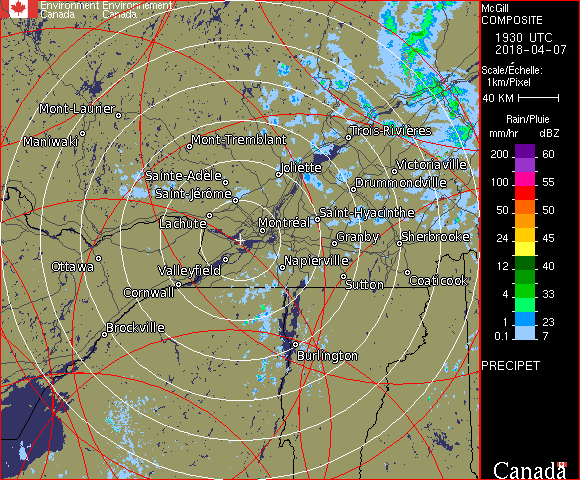 Environment Environnement
Canada Canada
McGill
COMPOSITE
1930 UTC
2018-04-07
Scale/Échelle:
1km/Pixel
40 KM
Rain/Pluie
mm/hr dBZ
200 60
100 55
50 50
24 45
12 40
4 33
1 23
0.1 7
PRECIPET
Canada
Mont-Laurier
Maniwaki
Mont-Tremblant
Trois-Rivières
Sainte-Adèle
Joliette
Victoriaville
Saint-Jérôme
Drummondville
Lachute
Montréal
Saint-Hyacinthe
Granby
Sherbrooke
Ottawa
Valleyfield
Napierville
Cornwall
Sutton
Coaticook
Brockville
Burlington